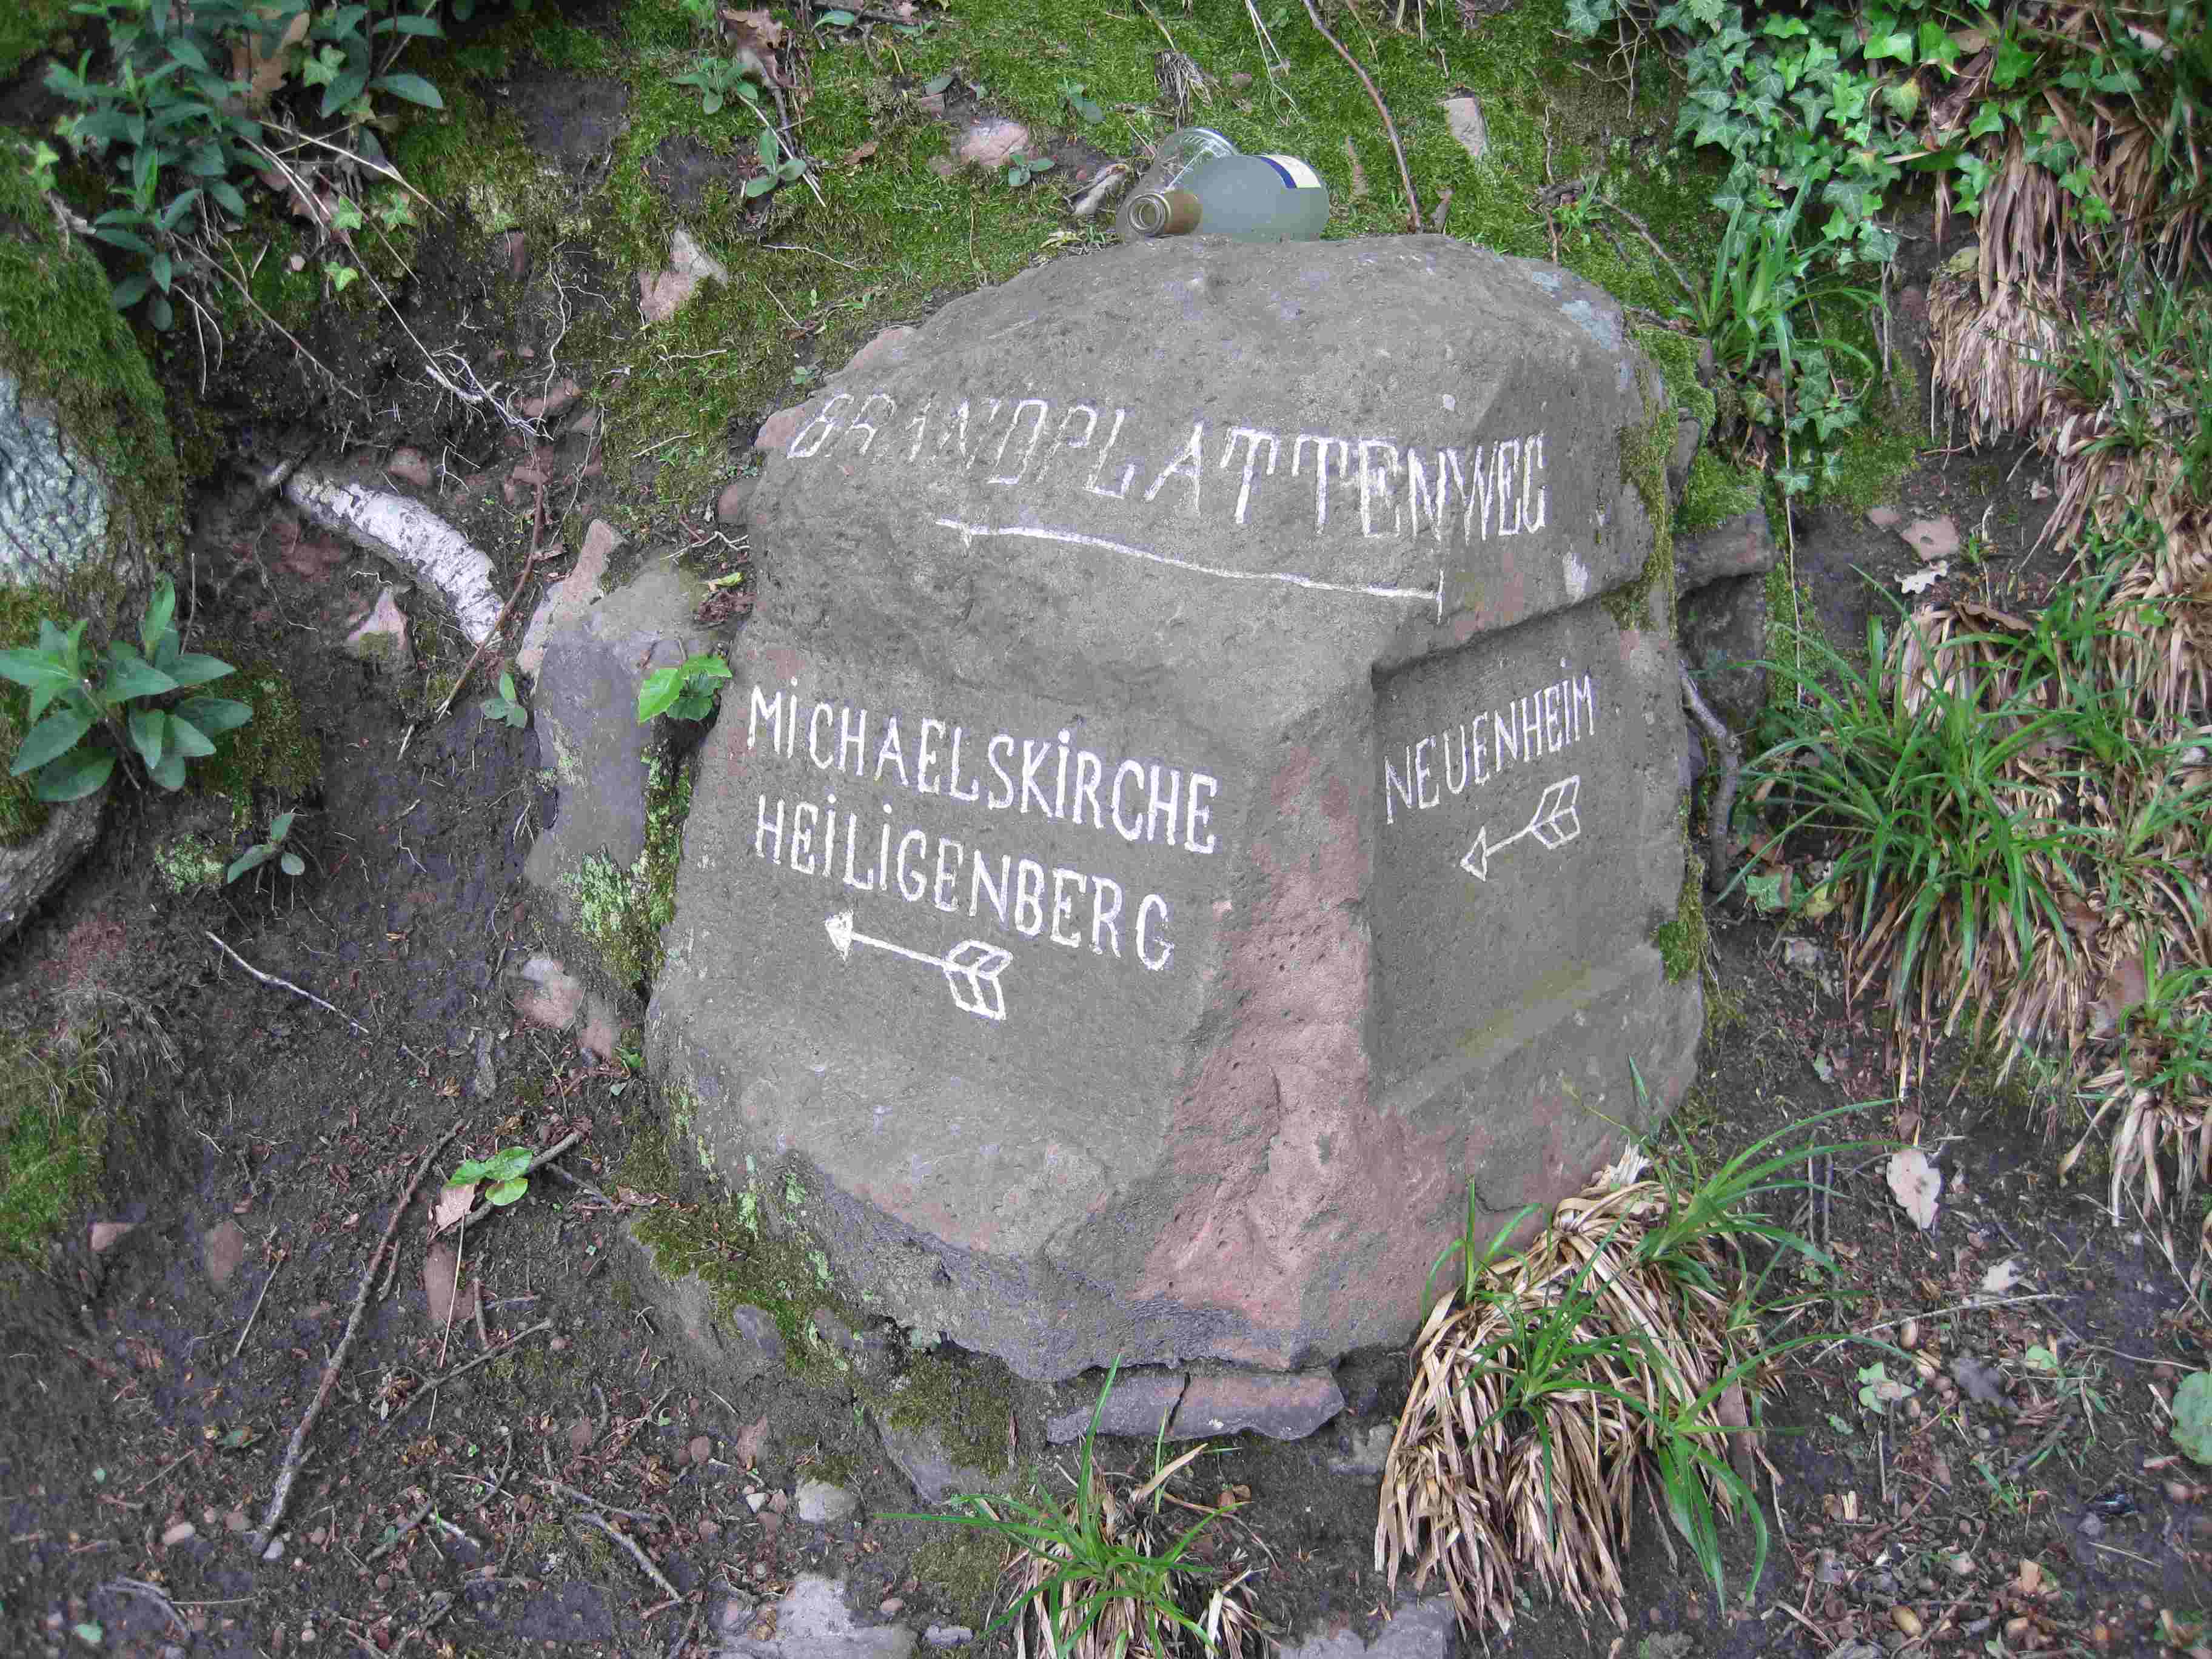 BRANDPLATTENWEG
MiCHAELSKiRCHE
HEiLiGENBERG
NEUENHEiM